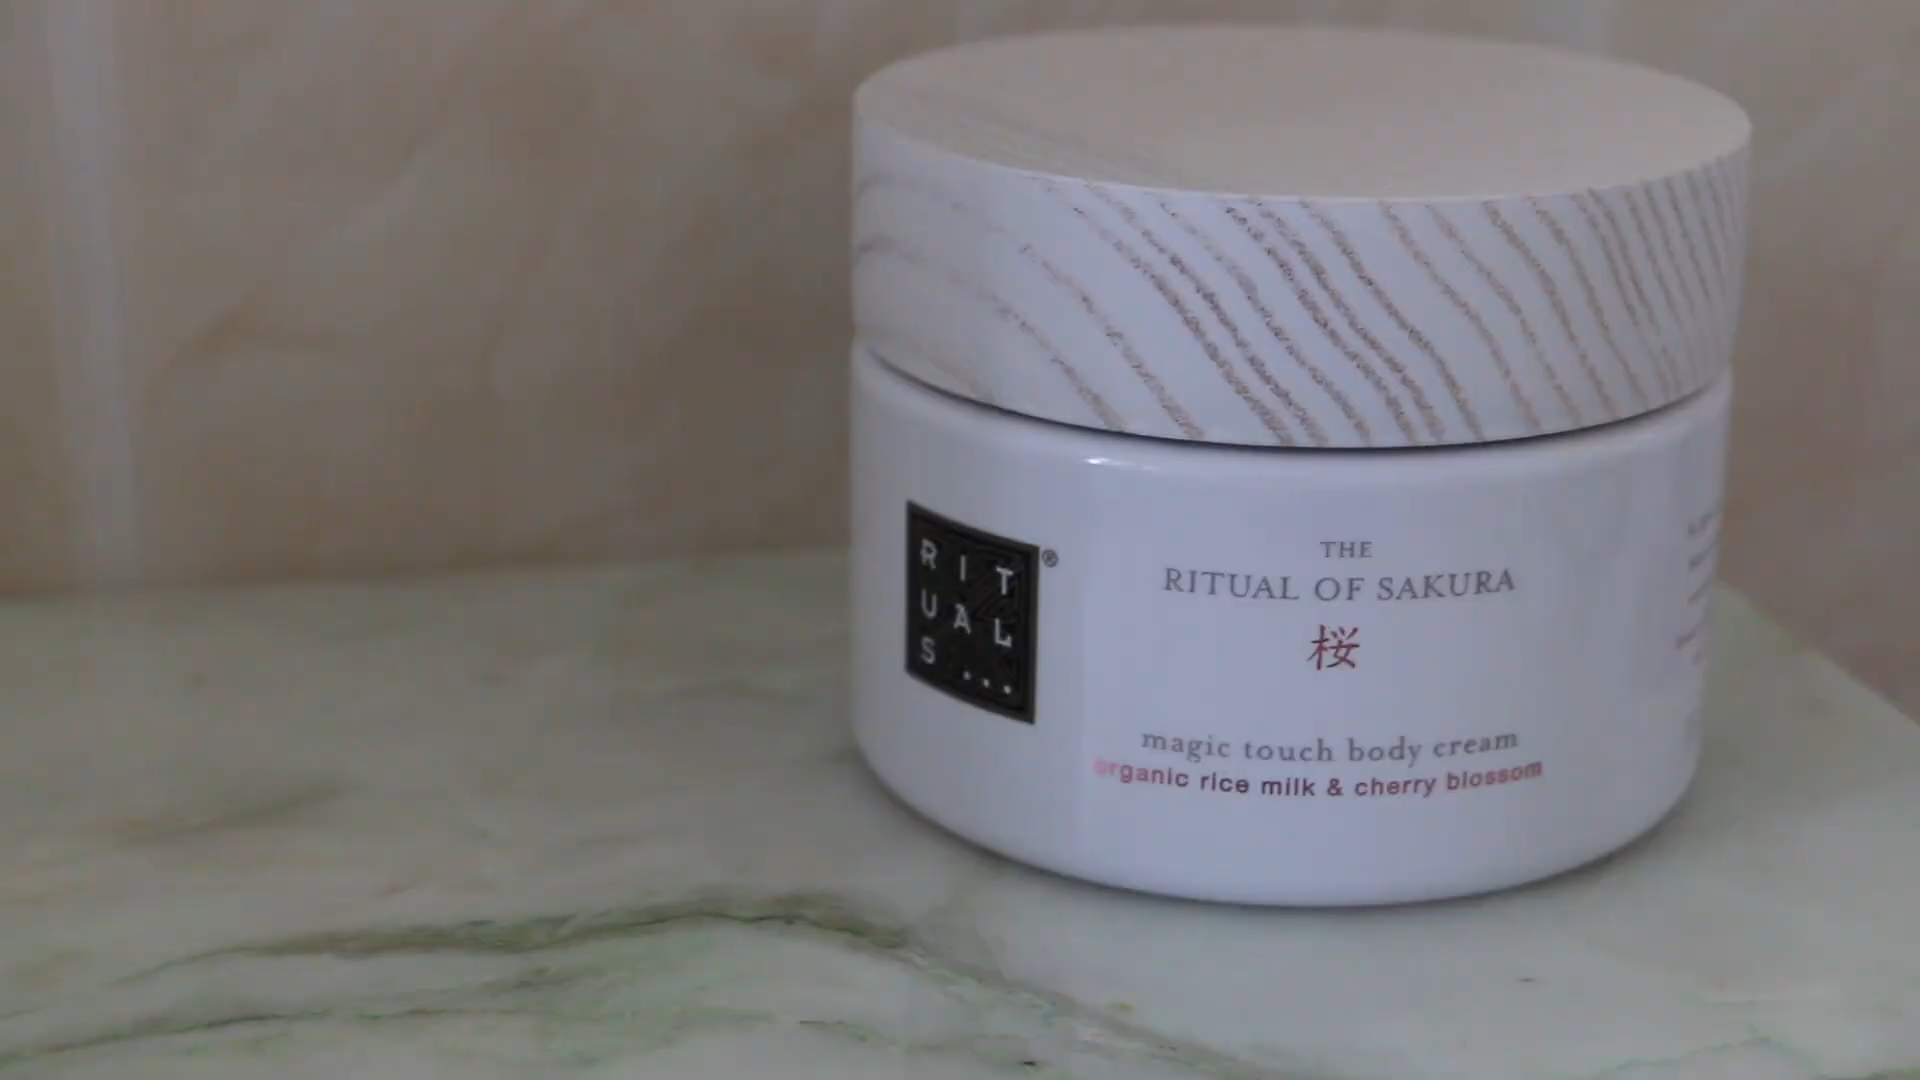 R I T
U A L
S ...
®
THE
RITUAL OF SAKURA
桜
magic touch body cream
organic rice milk & cherry blossom